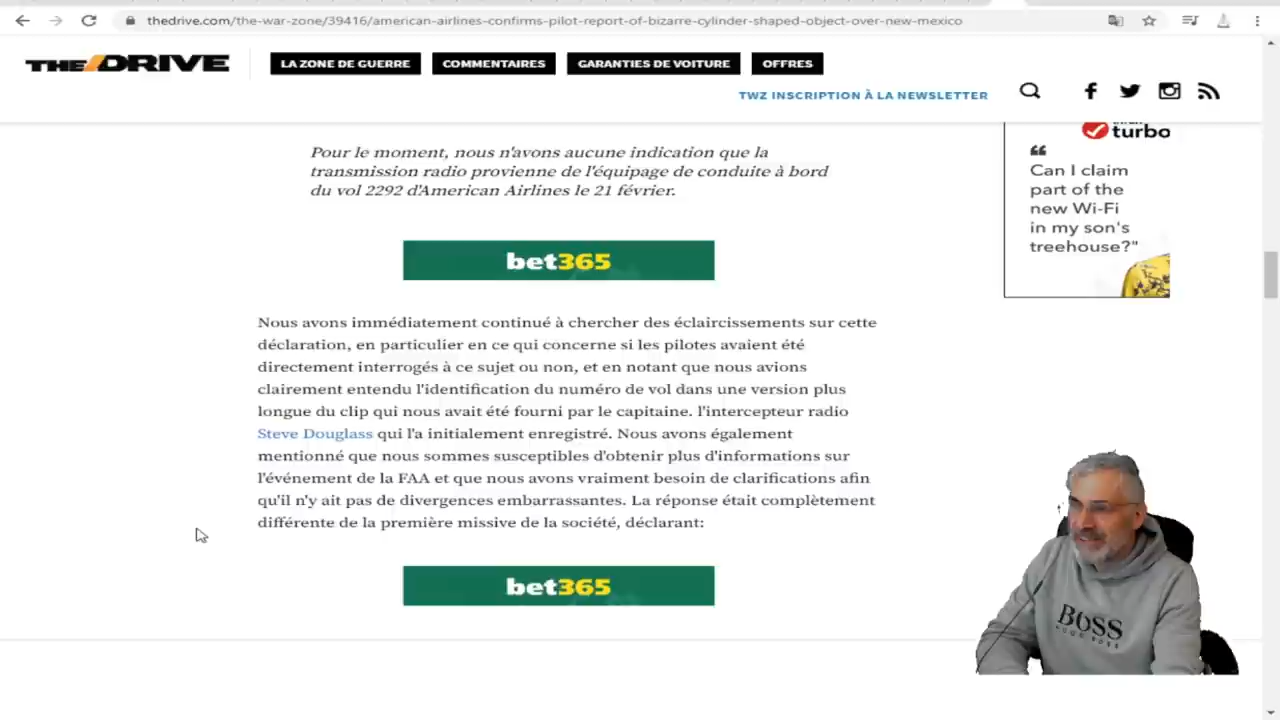 thedrive.com/the-war-zone/39416/american-airlines-confirms-pilot-report-of-bizarre-cylinder-shaped-object-over-new-mexico
THE/DRIVE
LA ZONE DE GUERRE
COMMENTAIRES
GARANTIES DE VOITURE
OFFRES
TWZ INSCRIPTION À LA NEWSLETTER
turbo
Pour le moment, nous n'avons aucune indication que la
transmission radio provienne de l'équipage de conduite à bord
du vol 2292 d'American Airlines le 21 février.
“
Can I claim
part of the
new Wi-Fi
in my son's
treehouse?"
bet365
Nous avons immédiatement continué à chercher des éclaircissements sur cette
déclaration, en particulier en ce qui concerne si les pilotes avaient été
directement interrogés à ce sujet ou non, et en notant que nous avions
clairement entendu l'identification du numéro de vol dans une version plus
longue du clip qui nous avait été fourni par le capitaine. l'intercepteur radio
Steve Douglass qui l'a initialement enregistré. Nous avons également
mentionné que nous sommes susceptibles d'obtenir plus d'informations sur
l'événement de la FAA et que nous avons vraiment besoin de clarifications afin
qu'il n'y ait pas de divergences embarrassantes. La réponse était complètement
différente de la première missive de la société, déclarant:
bet365
BOSS
HUGO BOSS